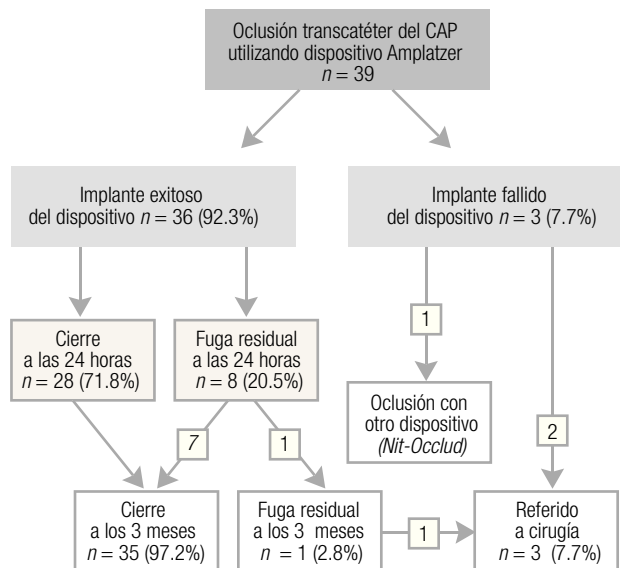 Oclusión transcatéter del CAP
utilizando dispositivo Amplatzer
n = 39
Implante exitoso
del dispositivo n = 36 (92.3%)
Implante fallido
del dispositivo n = 3 (7.7%)
1
Cierre
a las 24 horas
n = 28 (71.8%)
Fuga residual
a las 24 horas
n = 8 (20.5%)
Oclusión con
otro dispositivo
(Nit-Occlud)
7
1
2
Cierre
a los 3 meses
n = 35 (97.2%)
Fuga residual
a los 3 meses
n = 1 (2.8%)
1
Referido
a cirugía
n = 3 (7.7%)